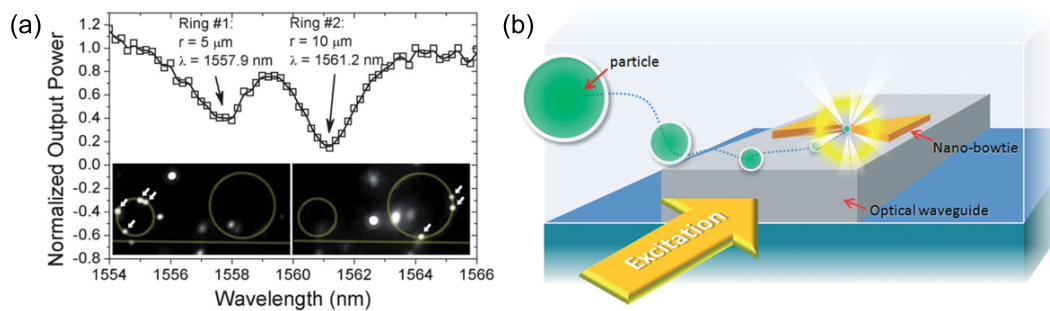 (a)
Normalized Output Power
1.2
1.0
0.8
0.6
0.4
0.2
0.0
-0.2
-0.4
-0.6
-0.8
Ring #1:
r = 5 μm
λ = 1557.9 nm
Ring #2:
r = 10 μm
λ = 1561.2 nm
1554 1556 1558 1560 1562 1564 1566
Wavelength (nm)
(b)
particle
Nano-bowtie
Optical waveguide
Excitation